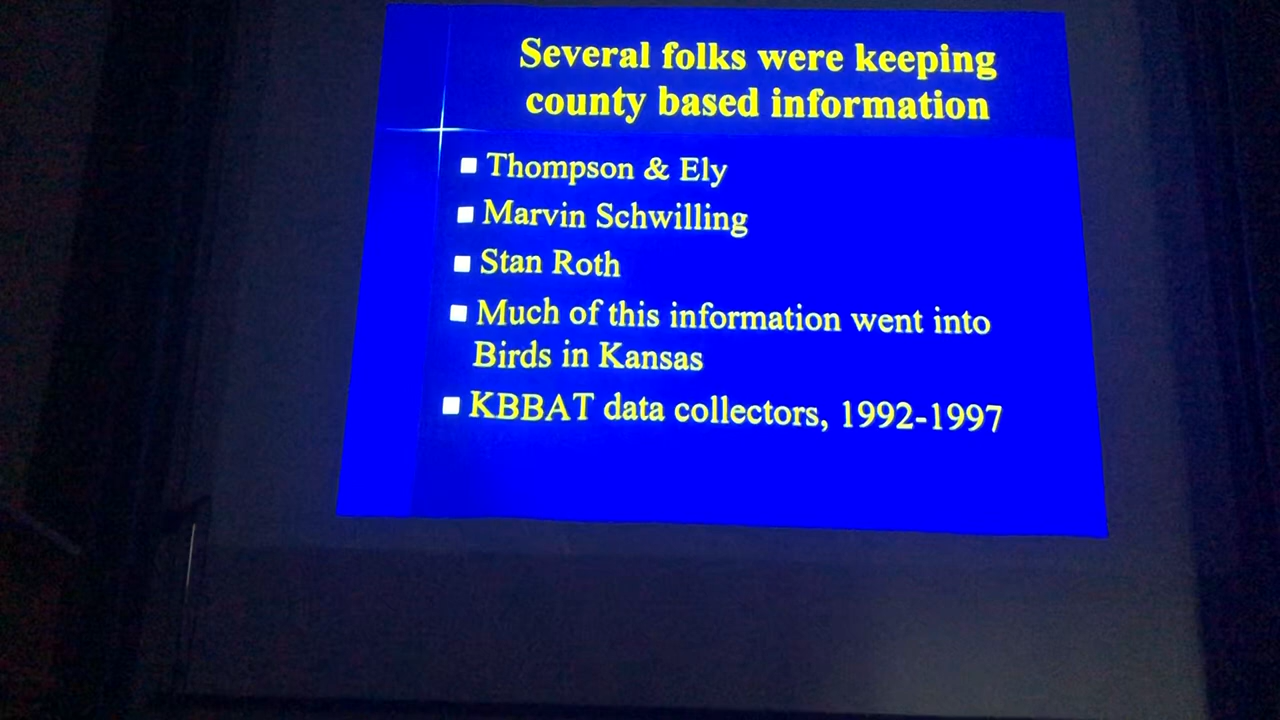 Several folks were keeping
county based information
Thompson & Ely
Marvin Schwilling
Stan Roth
Much of this information went into
Birds in Kansas
KBBAT data collectors, 1992-1997